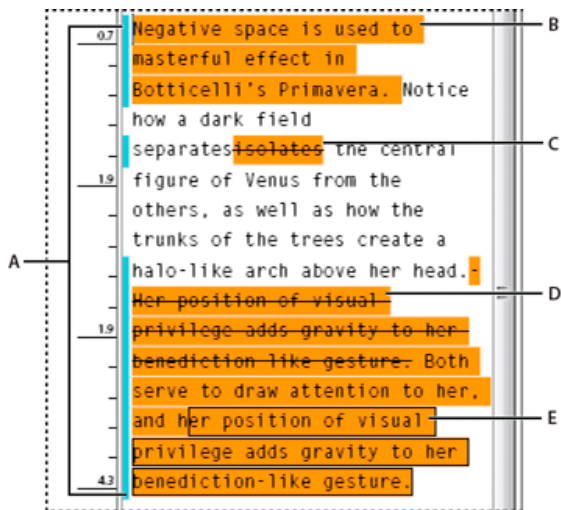 Negative space is used to
masterful effect in
Botticelli's Primavera. Notice
how a dark field
separatesisolates the central
figure of Venus from the
others, as well as how the
trunks of the trees create a
halo-like arch above her head.-
Her position of visual
privilege adds gravity to her
benediction like gesture. Both
serve to draw attention to her,
and her position of visual
privilege adds gravity to her
benediction-like gesture.
0.7
1.9
1.9
4.3
A
B
C
D
E